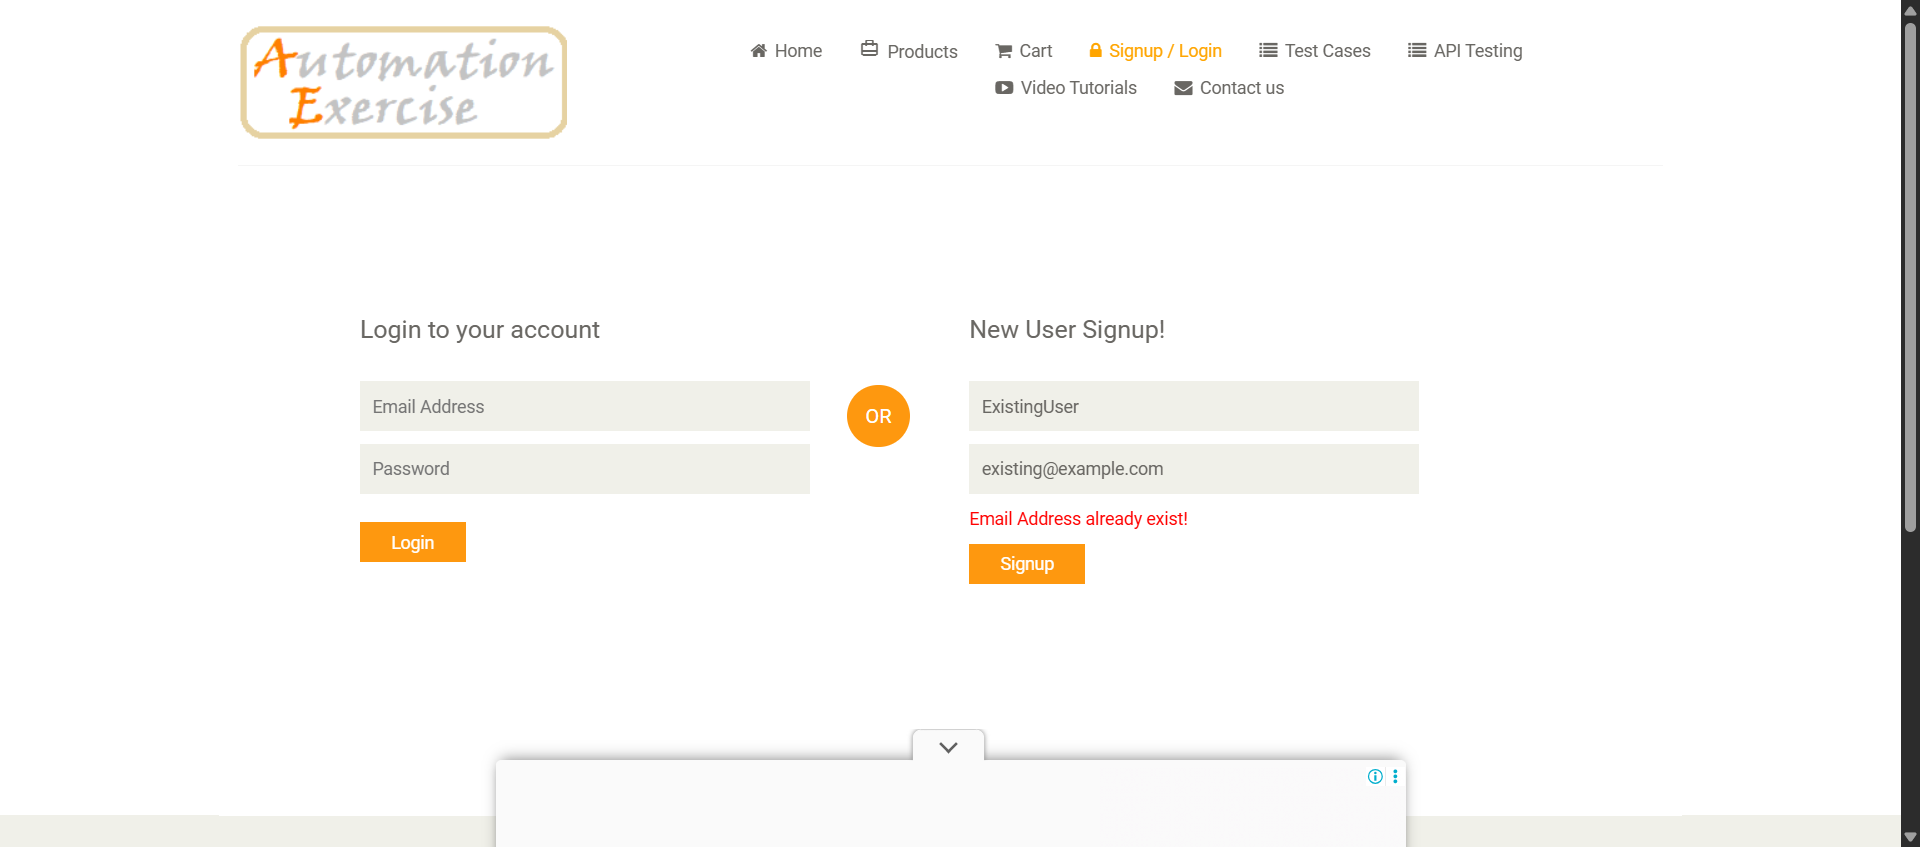 Automation
Exercise
Home Products Cart Signup / Login Test Cases API Testing
Video Tutorials Contact us
Login to your account
Email Address
Password
Login
OR
New User Signup!
ExistingUser
existing@example.com
Email Address already exist!
Signup